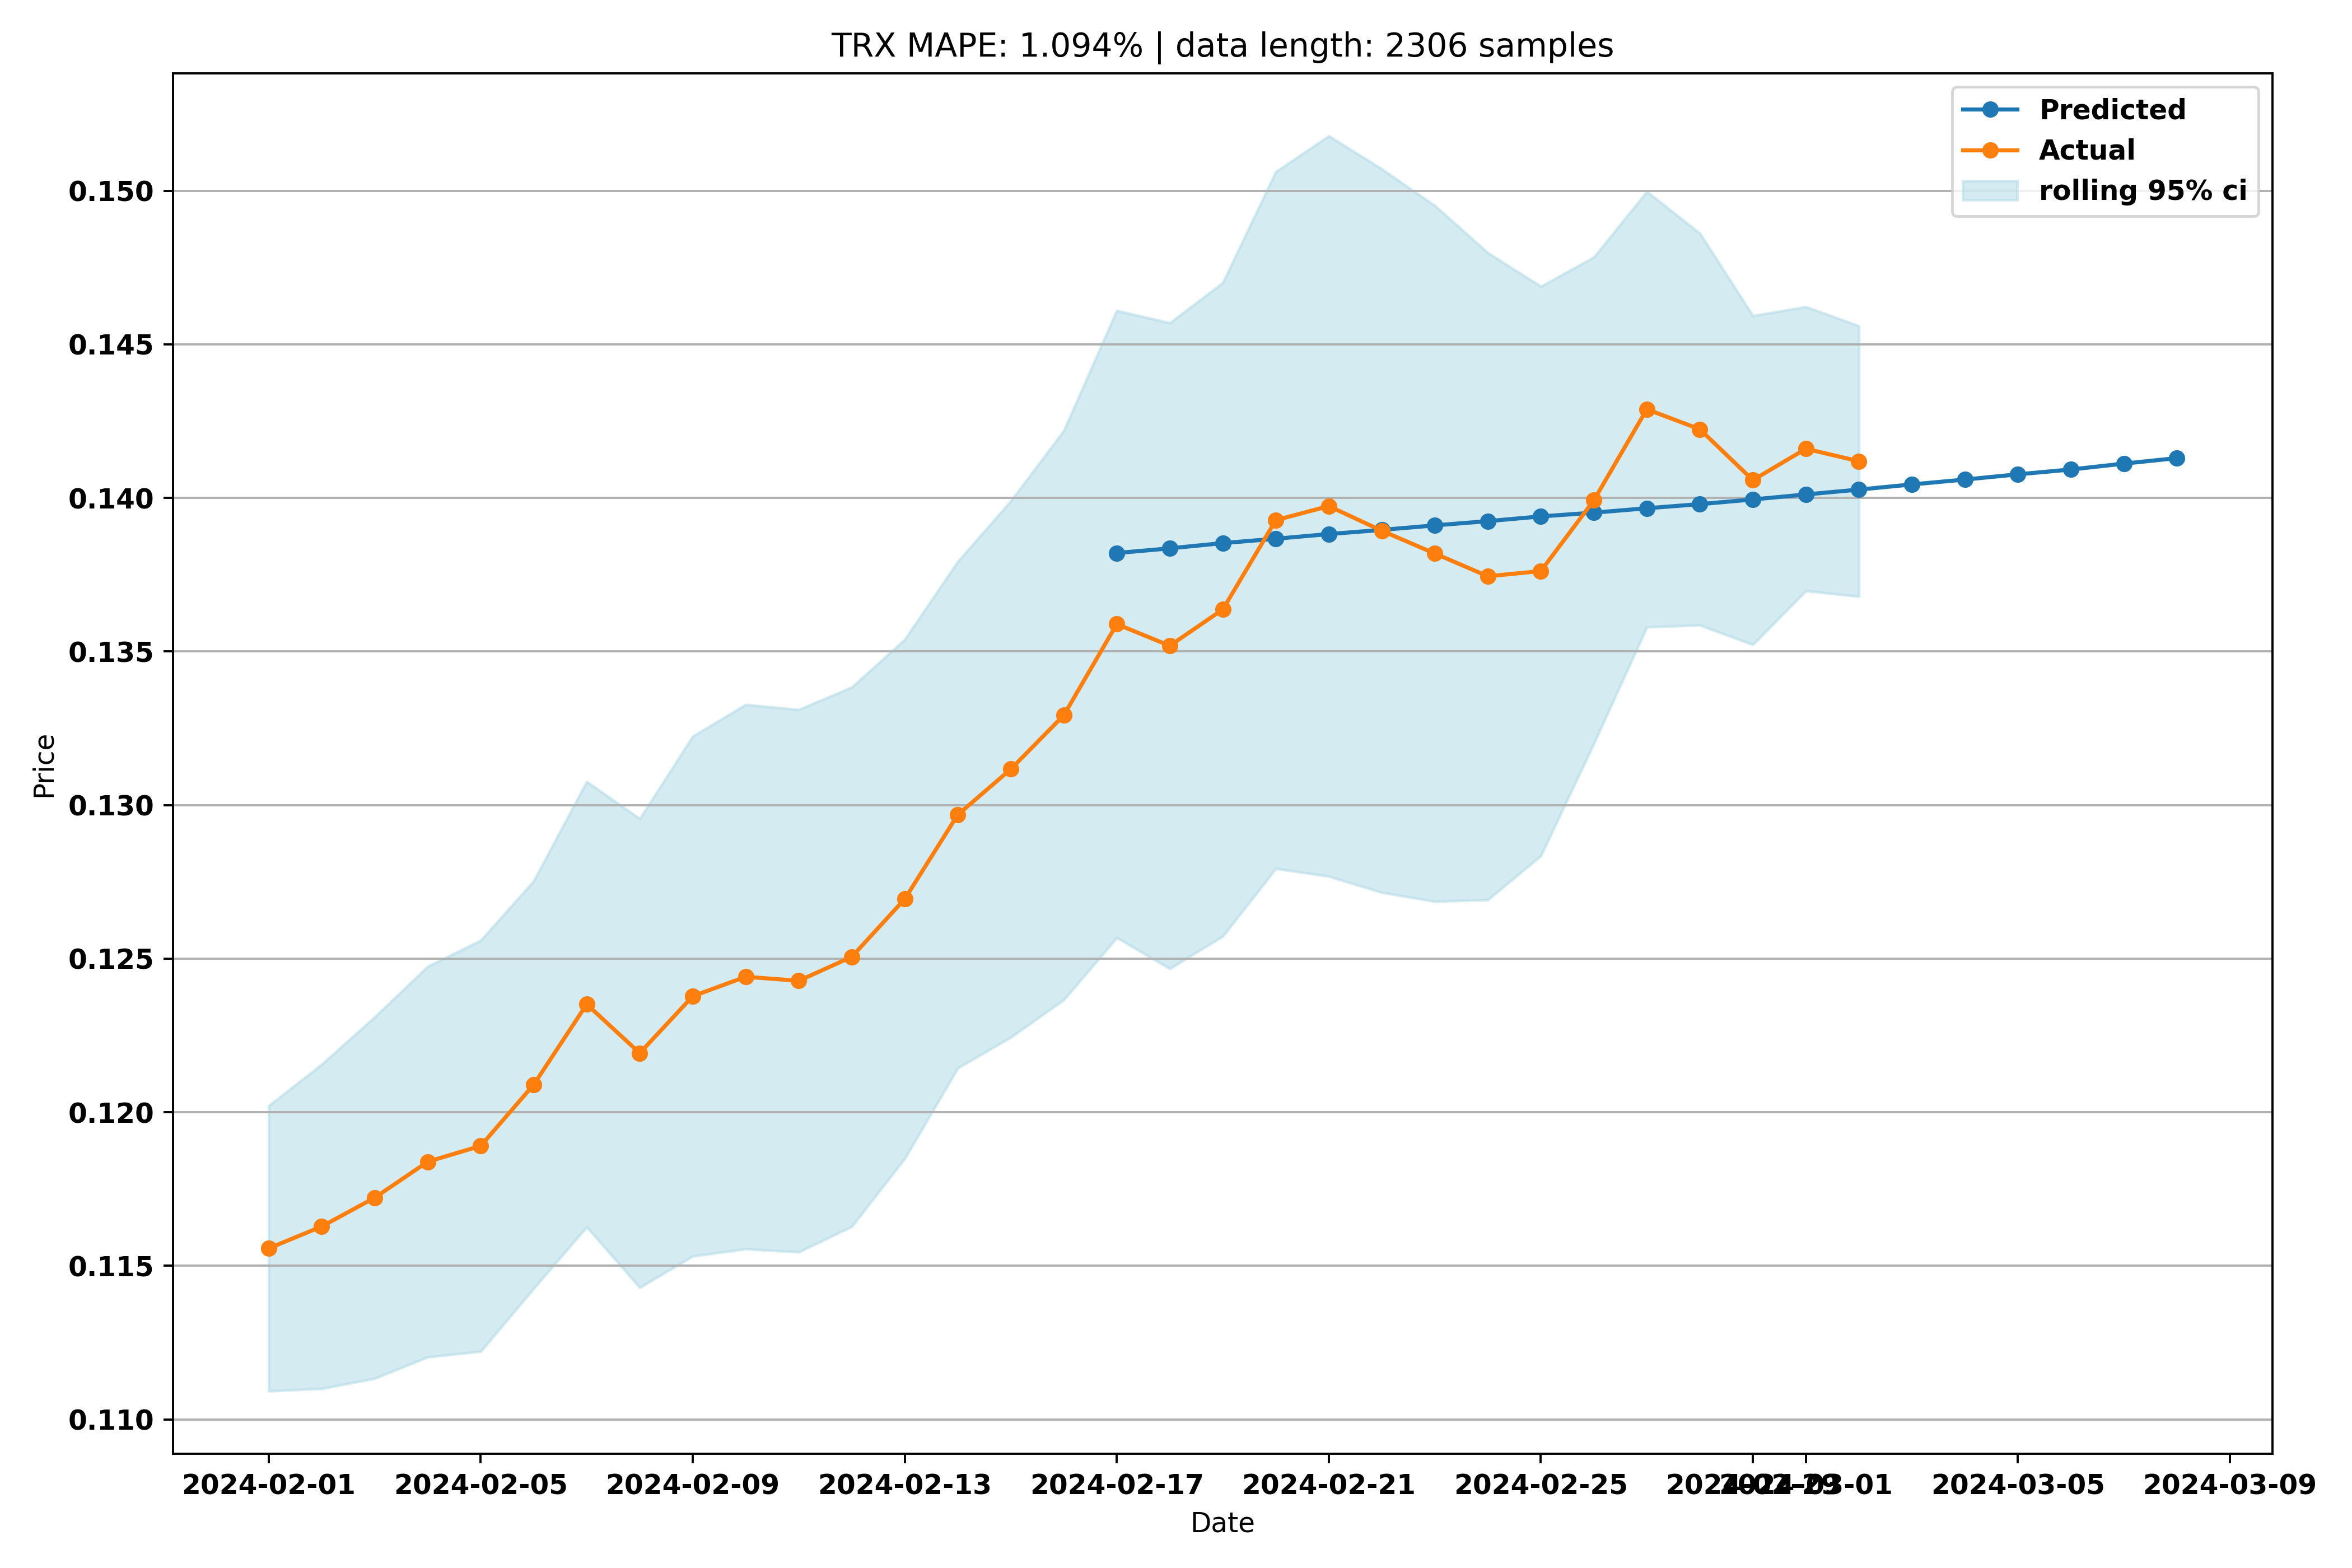 TRX MAPE: 1.094% | data length: 2306 samples
Predicted
Actual
rolling 95% ci
0.150
0.145
0.140
0.135
0.130
0.125
0.120
0.115
0.110
Price
2024-02-01 2024-02-05 2024-02-09 2024-02-13 2024-02-17 2024-02-21 2024-02-25 2024-02-29 2024-03-01 2024-03-05 2024-03-09
Date